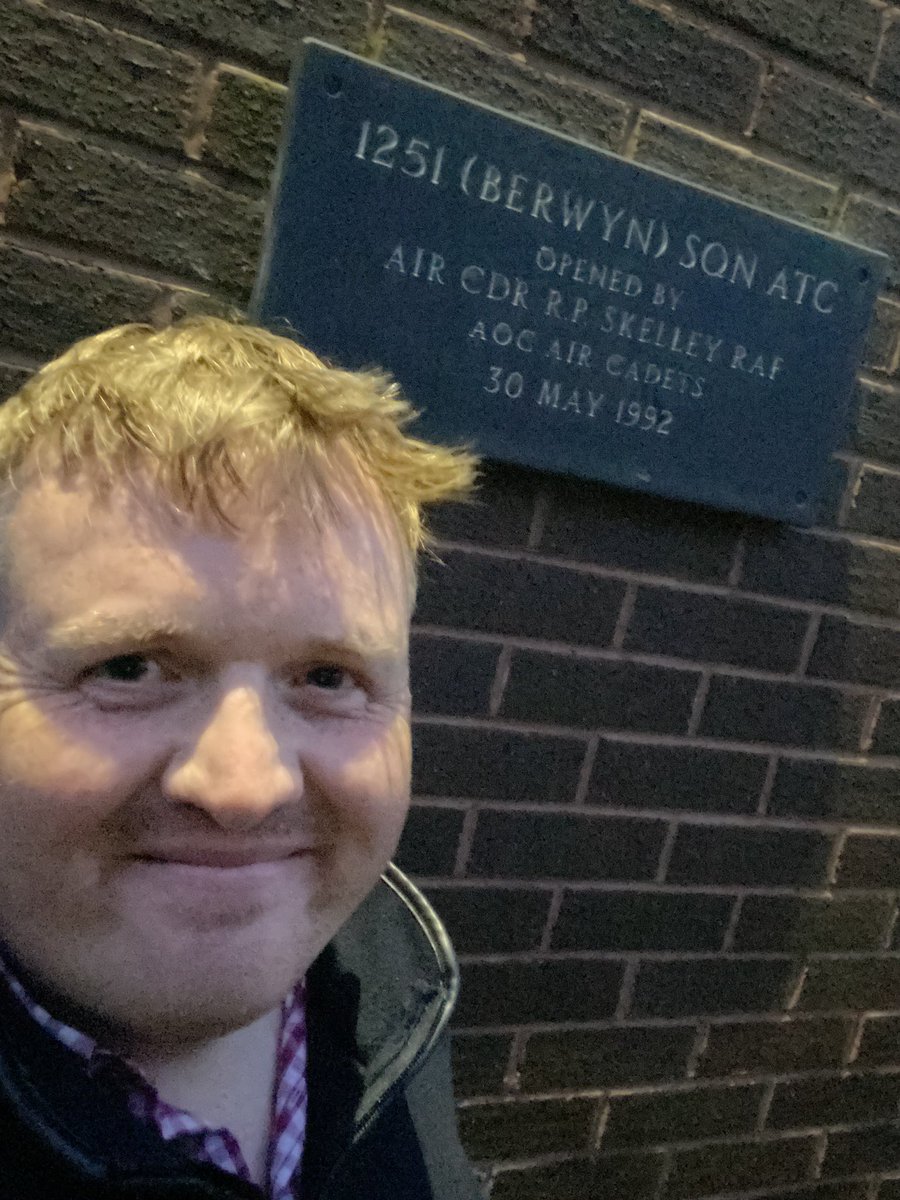 1251 (BERWYN) SQN ATC
OPENED BY
AIR CDR R.P. SKELLEY RAF
AOC AIR CADETS
30 MAY 1992